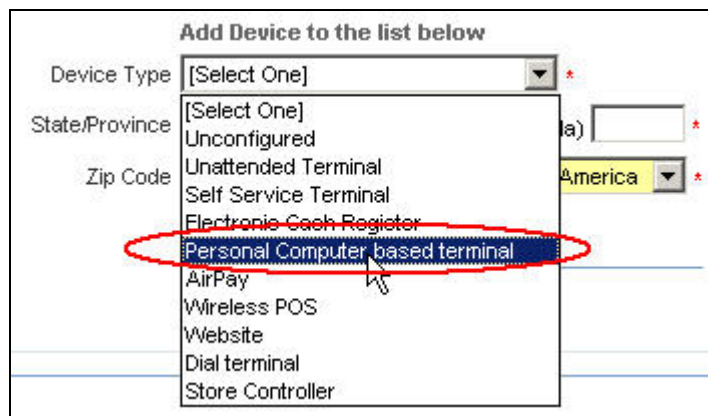 Add Device to the list below
Device Type [Select One] *
[Select One]
State/Province la) *
Unconfigured
Unattended Terminal
Zip Code America *
Self Service Terminal
Electronic Cash Register
Personal Computer based terminal
AirPay
Wireless POS
Website
Dial terminal
Store Controller